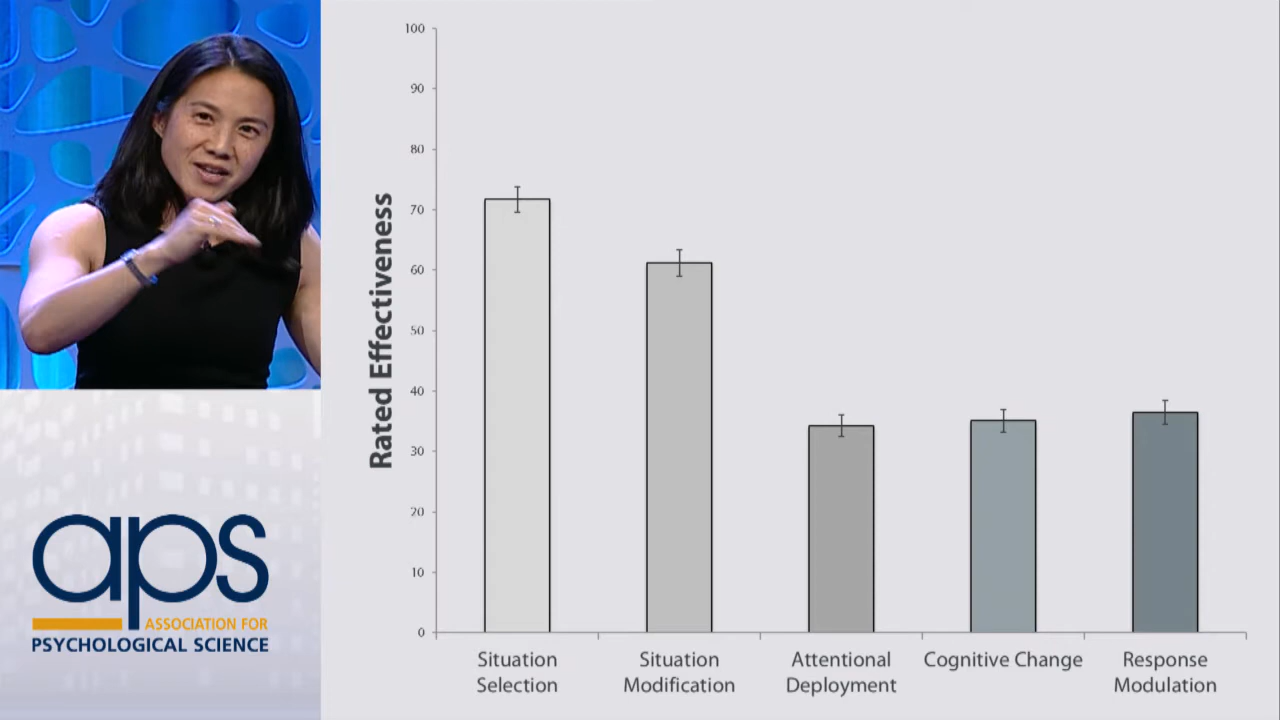 100
90
80
70
60
50
40
30
20
10
0
Rated Effectiveness
Situation
Selection
Situation
Modification
Attentional
Deployment
Cognitive Change
Response
Modulation
aps
ASSOCIATION FOR
PSYCHOLOGICAL SCIENCE